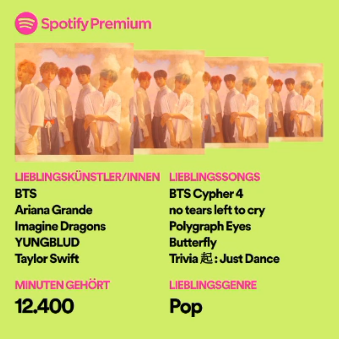 Spotify Premium
LIEBLINGSKÜNSTLER/INNEN
BTS
Ariana Grande
Imagine Dragons
YUNGBLUD
Taylor Swift
LIEBLINGSSONGS
BTS Cypher 4
no tears left to cry
Polygraph Eyes
Butterfly
Trivia 起 : Just Dance
MINUTEN GEHÖRT
12.400
LIEBLINGSGENRE
Pop